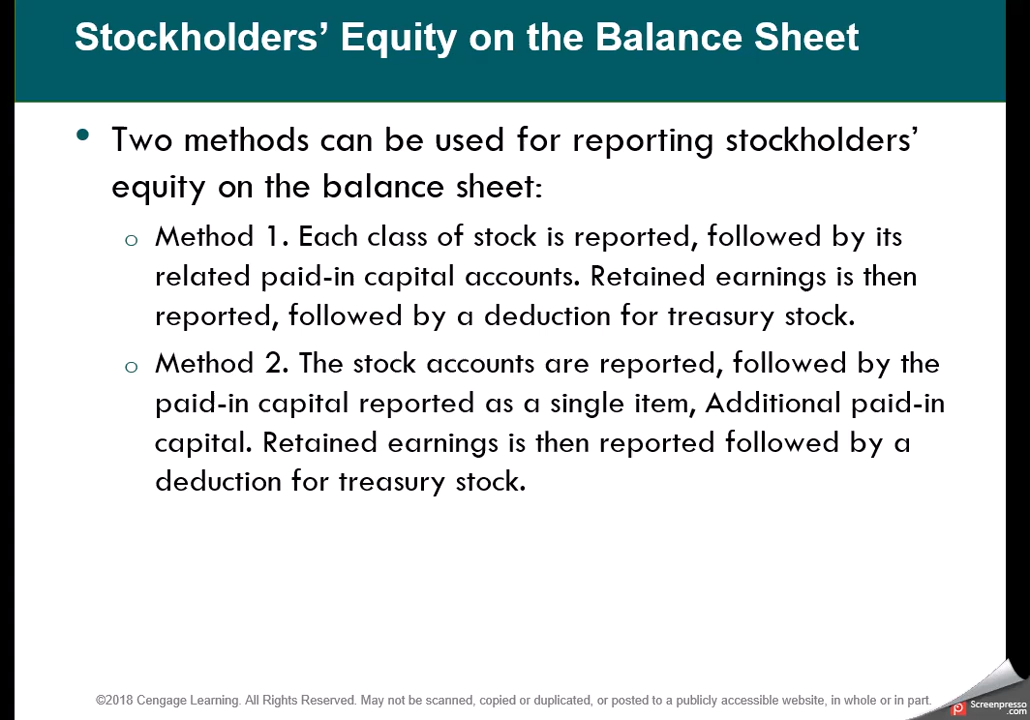 Stockholders’ Equity on the Balance Sheet
• Two methods can be used for reporting stockholders’
equity on the balance sheet:
o Method 1. Each class of stock is reported, followed by its
related paid-in capital accounts. Retained earnings is then
reported, followed by a deduction for treasury stock.
o Method 2. The stock accounts are reported, followed by the
paid-in capital reported as a single item, Additional paid-in
capital. Retained earnings is then reported followed by a
deduction for treasury stock.
©2018 Cengage Learning. All Rights Reserved. May not be scanned, copied or duplicated, or posted to a publicly accessible website, in whole or in part.
Screenpresso
.com